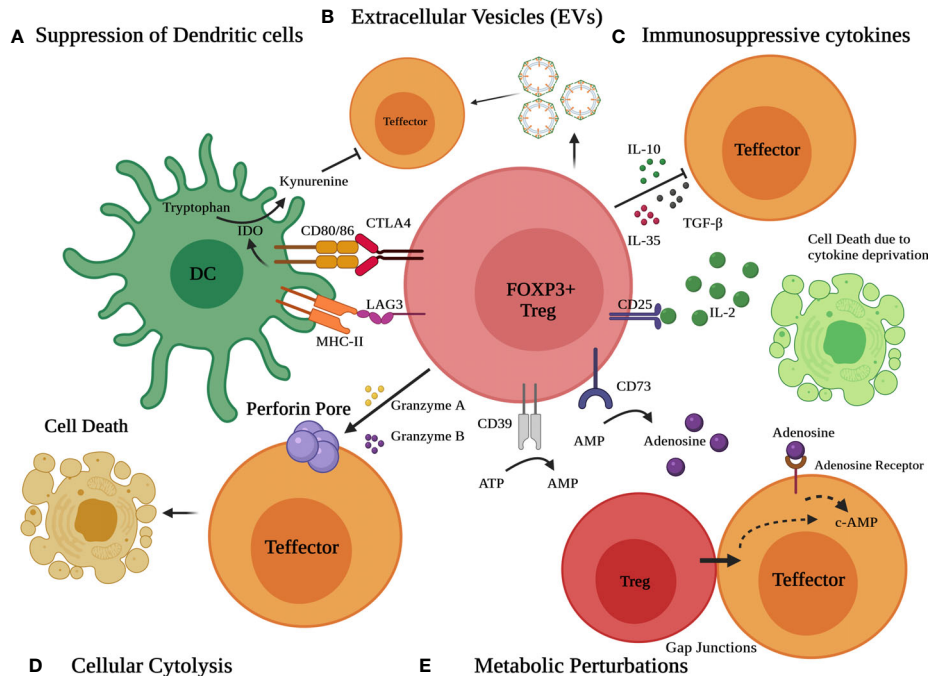 B Extracellular Vesicles (EVs)
A Suppression of Dendritic cells
C Immunosuppressive cytokines
Teffector
Kynurenine
Tryptophan
IDO
CD80/86
CTLA4
DC
LAG3
MHC-II
FOXP3+
Treg
IL-10
TGF-β
IL-35
Teffector
CD25
IL-2
Cell Death due to
cytokine deprivation
CD73
CD39
AMP
Adenosine
ATP
AMP
Granzyme A
Granzyme B
Perforin Pore
Cell Death
Teffector
Adenosine
Adenosine Receptor
c-AMP
Treg
Teffector
Gap Junctions
D Cellular Cytolysis
E Metabolic Perturbations